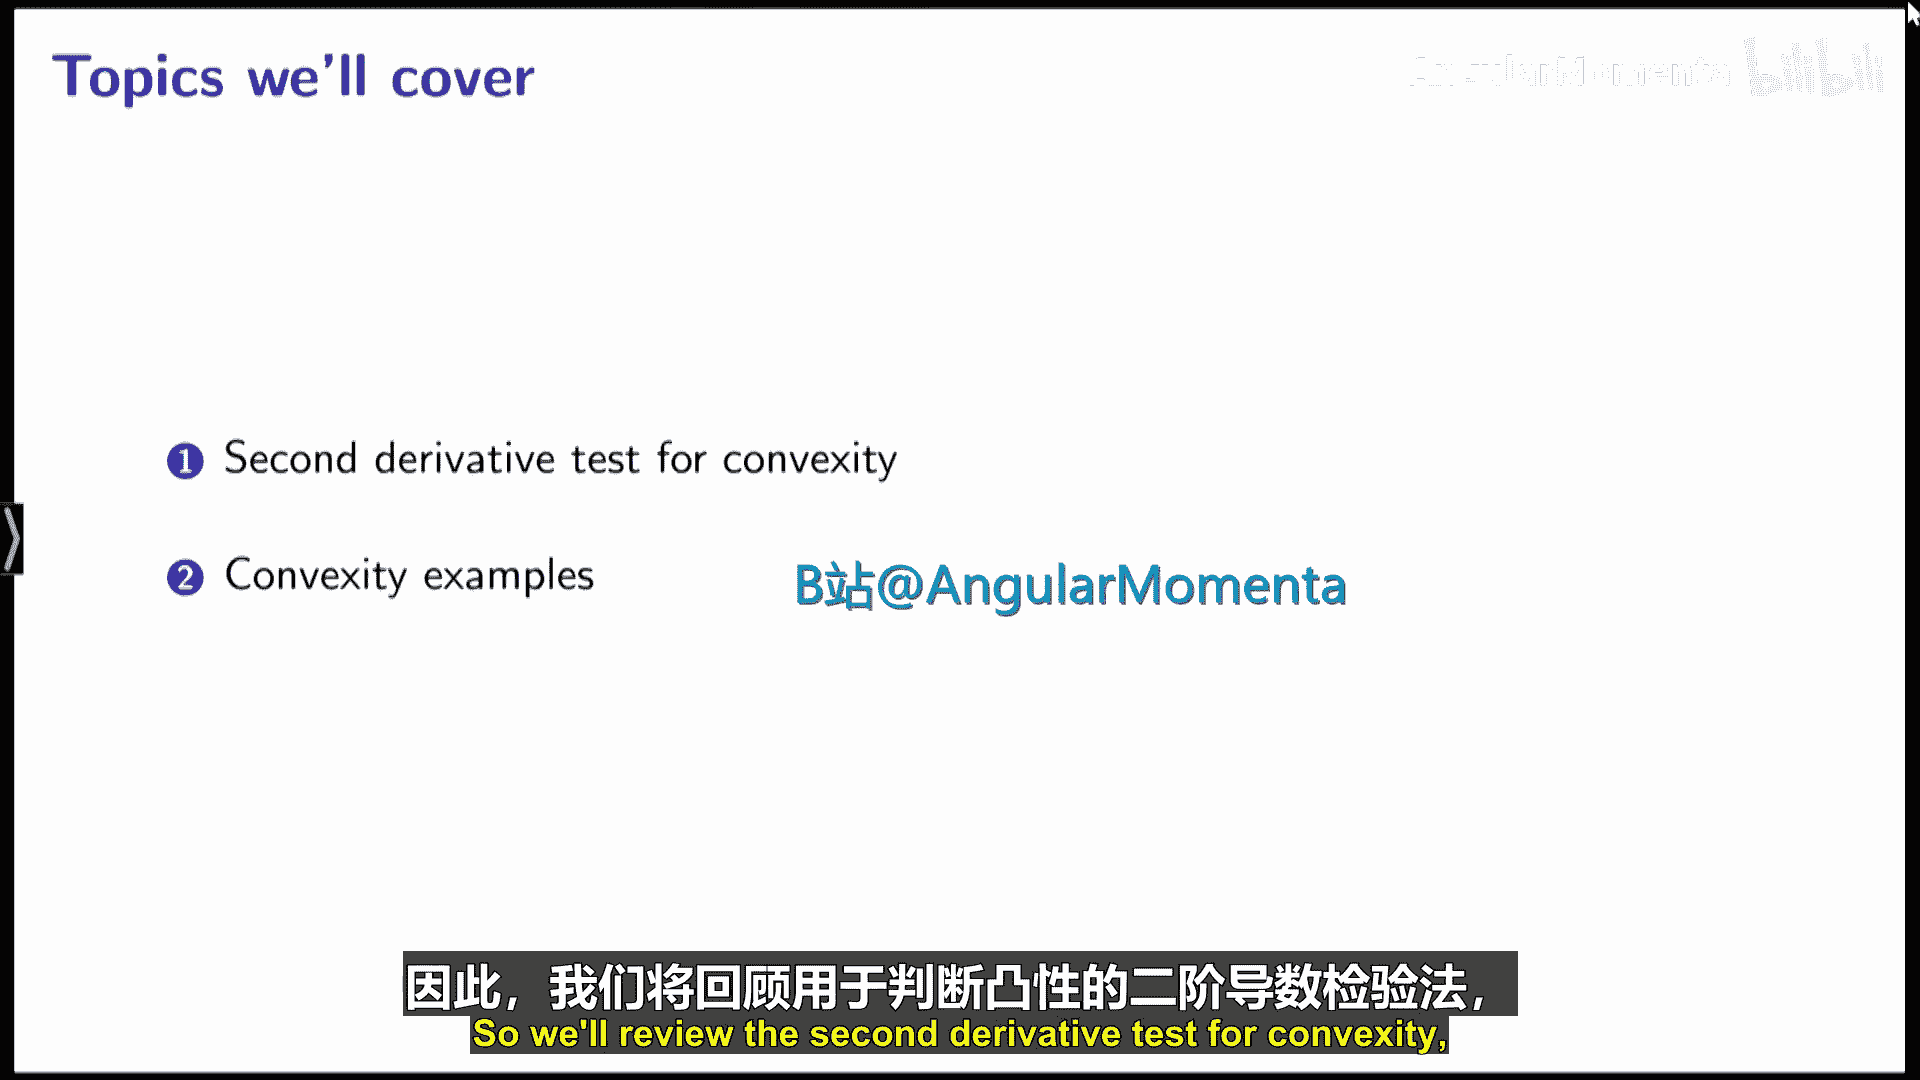 Topics we'll cover
AngularMomenta bilibili
1 Second derivative test for convexity
2 Convexity examples
B站@AngularMomenta
因此，我们将回顾用于判断凸性的二阶导数检验法，
So we'll review the second derivative test for convexity,